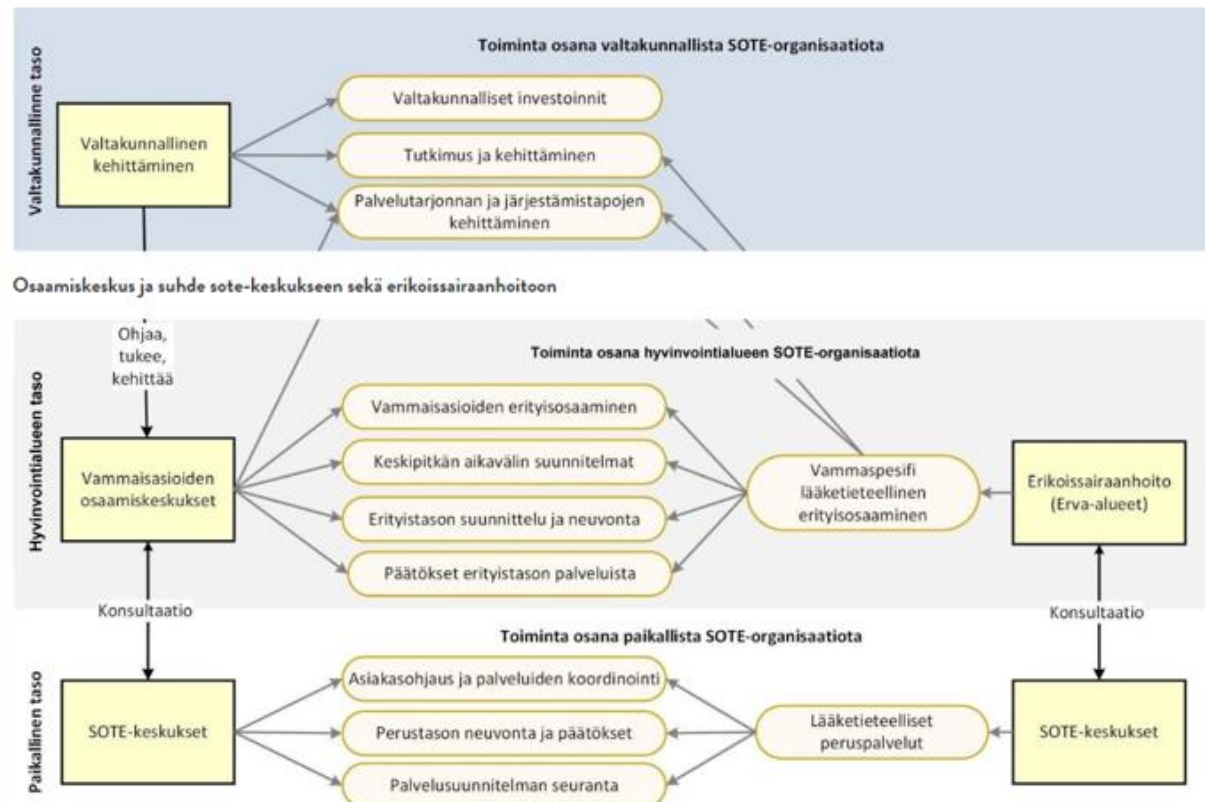 Toiminta osana valtakunnallista SOTE-organisaatiota
Valtakunnallinne taso
Valtakunnallinen
kehittäminen
Valtakunnalliset investoinnit
Tutkimus ja kehittäminen
Palvelutarjonnan ja järjestämistapojen
kehittäminen
Osaamiskeskus ja suhde sote-keskukseen sekä erikoissairaanhoitoon
Ohjaa,
tukee,
kehittää
Toiminta osana hyvinvointialueen SOTE-organisaatiota
Hyvinvointialueen taso
Vammaisasioiden
osaamiskeskukset
Vammaisasioiden erityisosaaminen
Keskipitkän aikavälin suunnitelmat
Erityistason suunnittelu ja neuvonta
Päätökset erityistason palveluista
Vammaspesifi
lääketieteellinen
erityisosaaminen
Erikoissairaanhoito
(Erva-alueet)
Konsultaatio
Konsultaatio
Toiminta osana paikallista SOTE-organisaatiota
Paikallinen taso
SOTE-keskukset
Asiakasohjaus ja palveluiden koordinointi
Perustason neuvonta ja päätökset
Palvelusuunnitelman seuranta
Lääketieteelliset
peruspalvelut
SOTE-keskukset